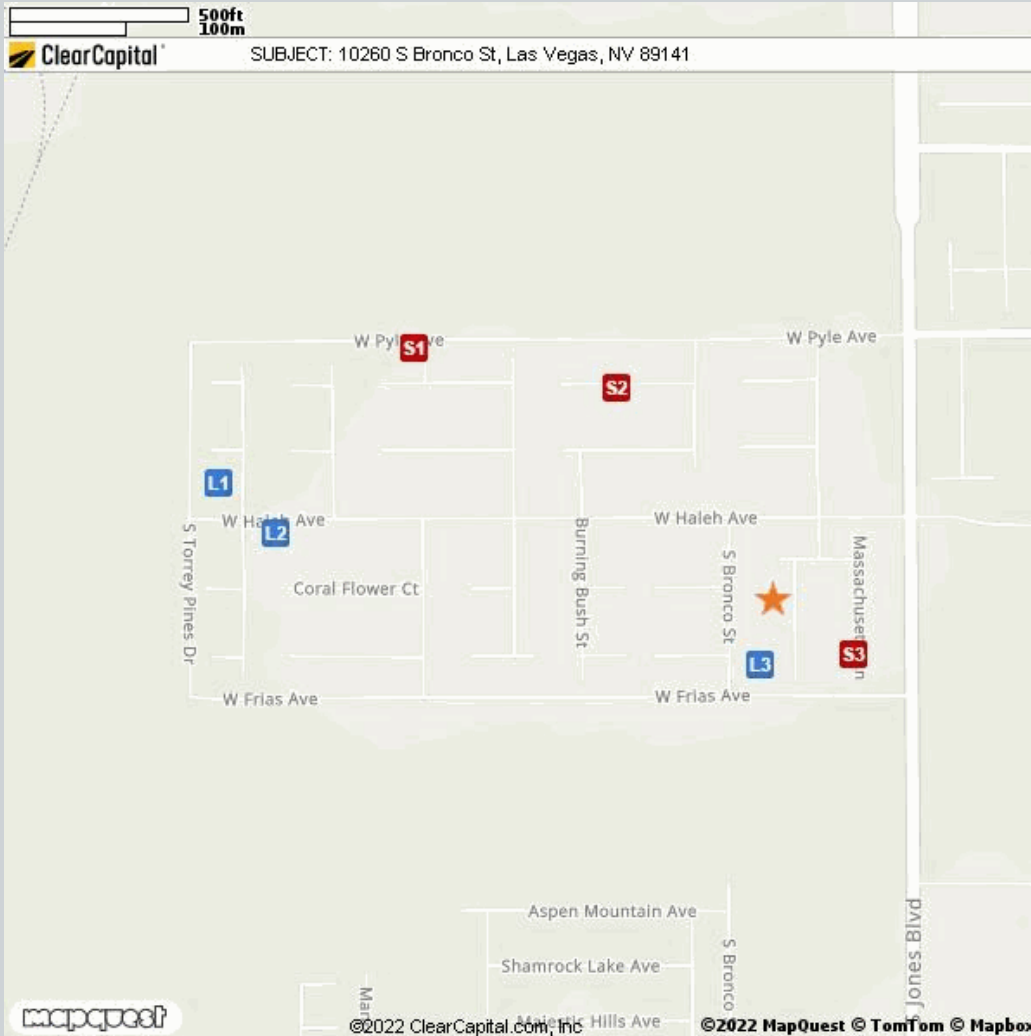 500ft
100m
ClearCapital
SUBJECT: 10260 S Bronco St, Las Vegas, NV 89141
W Pyle Ave
S1
W Pyle Ave
S2
L1
W Haleh Ave
L2
W Haleh Ave
S Torrey Pines Dr
Burning Bush St
S Bronco St
Coral Flower Ct
S3
L3
W Frias Ave
W Frias Ave
Aspen Mountain Ave
S Jones Blvd
S Bronco
Shamrock Lake Ave
Majestic Hills Ave
mapquest
©2022 ClearCapital.com, Inc
©2022 MapQuest © TomTom © Mapbox